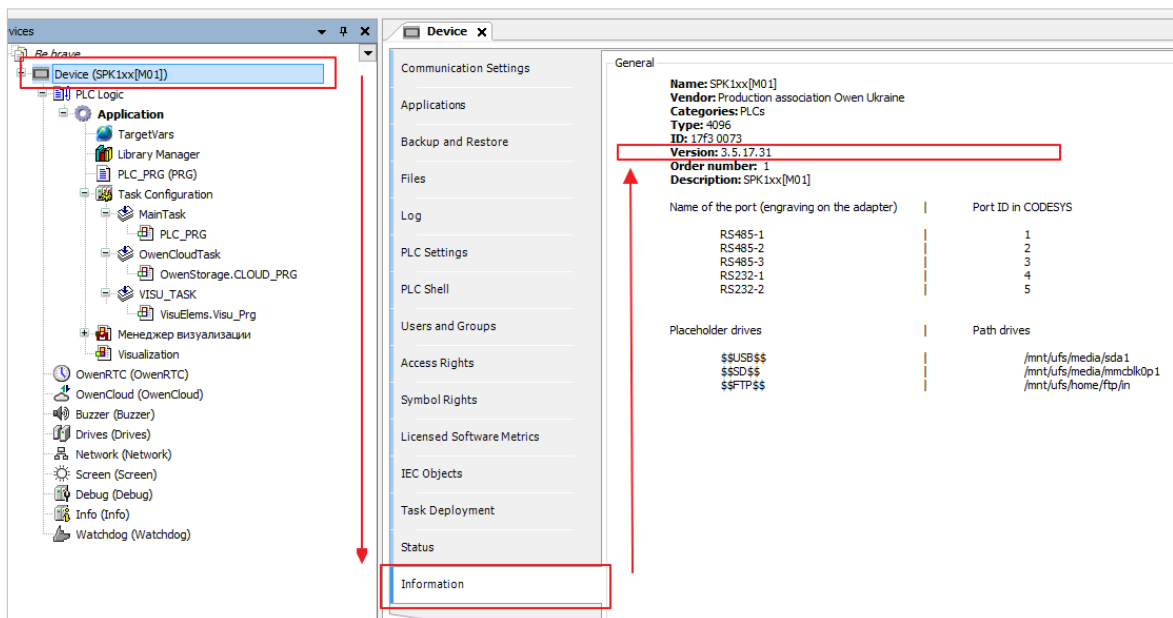 vices
Be brave
Device (SPK1xx[M01])
PLC Logic
Application
TargetVars
Library Manager
PLC_PRG (PRG)
Task Configuration
MainTask
PLC_PRG
OwenCloudTask
OwenStorage.CLOUD_PRG
VISU_TASK
VisuElems.Visu_Prg
Менеджер визуализации
Visualization
OwenRTC (OwenRTC)
OwenCloud (OwenCloud)
Buzzer (Buzzer)
Drives (Drives)
Network (Network)
Screen (Screen)
Debug (Debug)
Info (Info)
Watchdog (Watchdog)
Device
Communication Settings
Applications
Backup and Restore
Files
Log
PLC Settings
PLC Shell
Users and Groups
Access Rights
Symbol Rights
Licensed Software Metrics
IEC Objects
Task Deployment
Status
Information
General
Name: SPK1xx[M01]
Vendor: Production association Owen Ukraine
Categories: PLCs
Type: 4096
ID: 17f3 0073
Version: 3.5.17.31
Order number: 1
Description: SPK1xx[M01]
Name of the port (engraving on the adapter) | Port ID in CODESYS
RS485-1 | 1
RS485-2 | 2
RS485-3 | 3
RS232-1 | 4
RS232-2 | 5
Placeholder drives | Path drives
$$USB$$ | /mnt/ufs/media/sda1
$$SD$$ | /mnt/ufs/media/mmcblk0p1
$$FTP$$ | /mnt/ufs/home/ftp/in